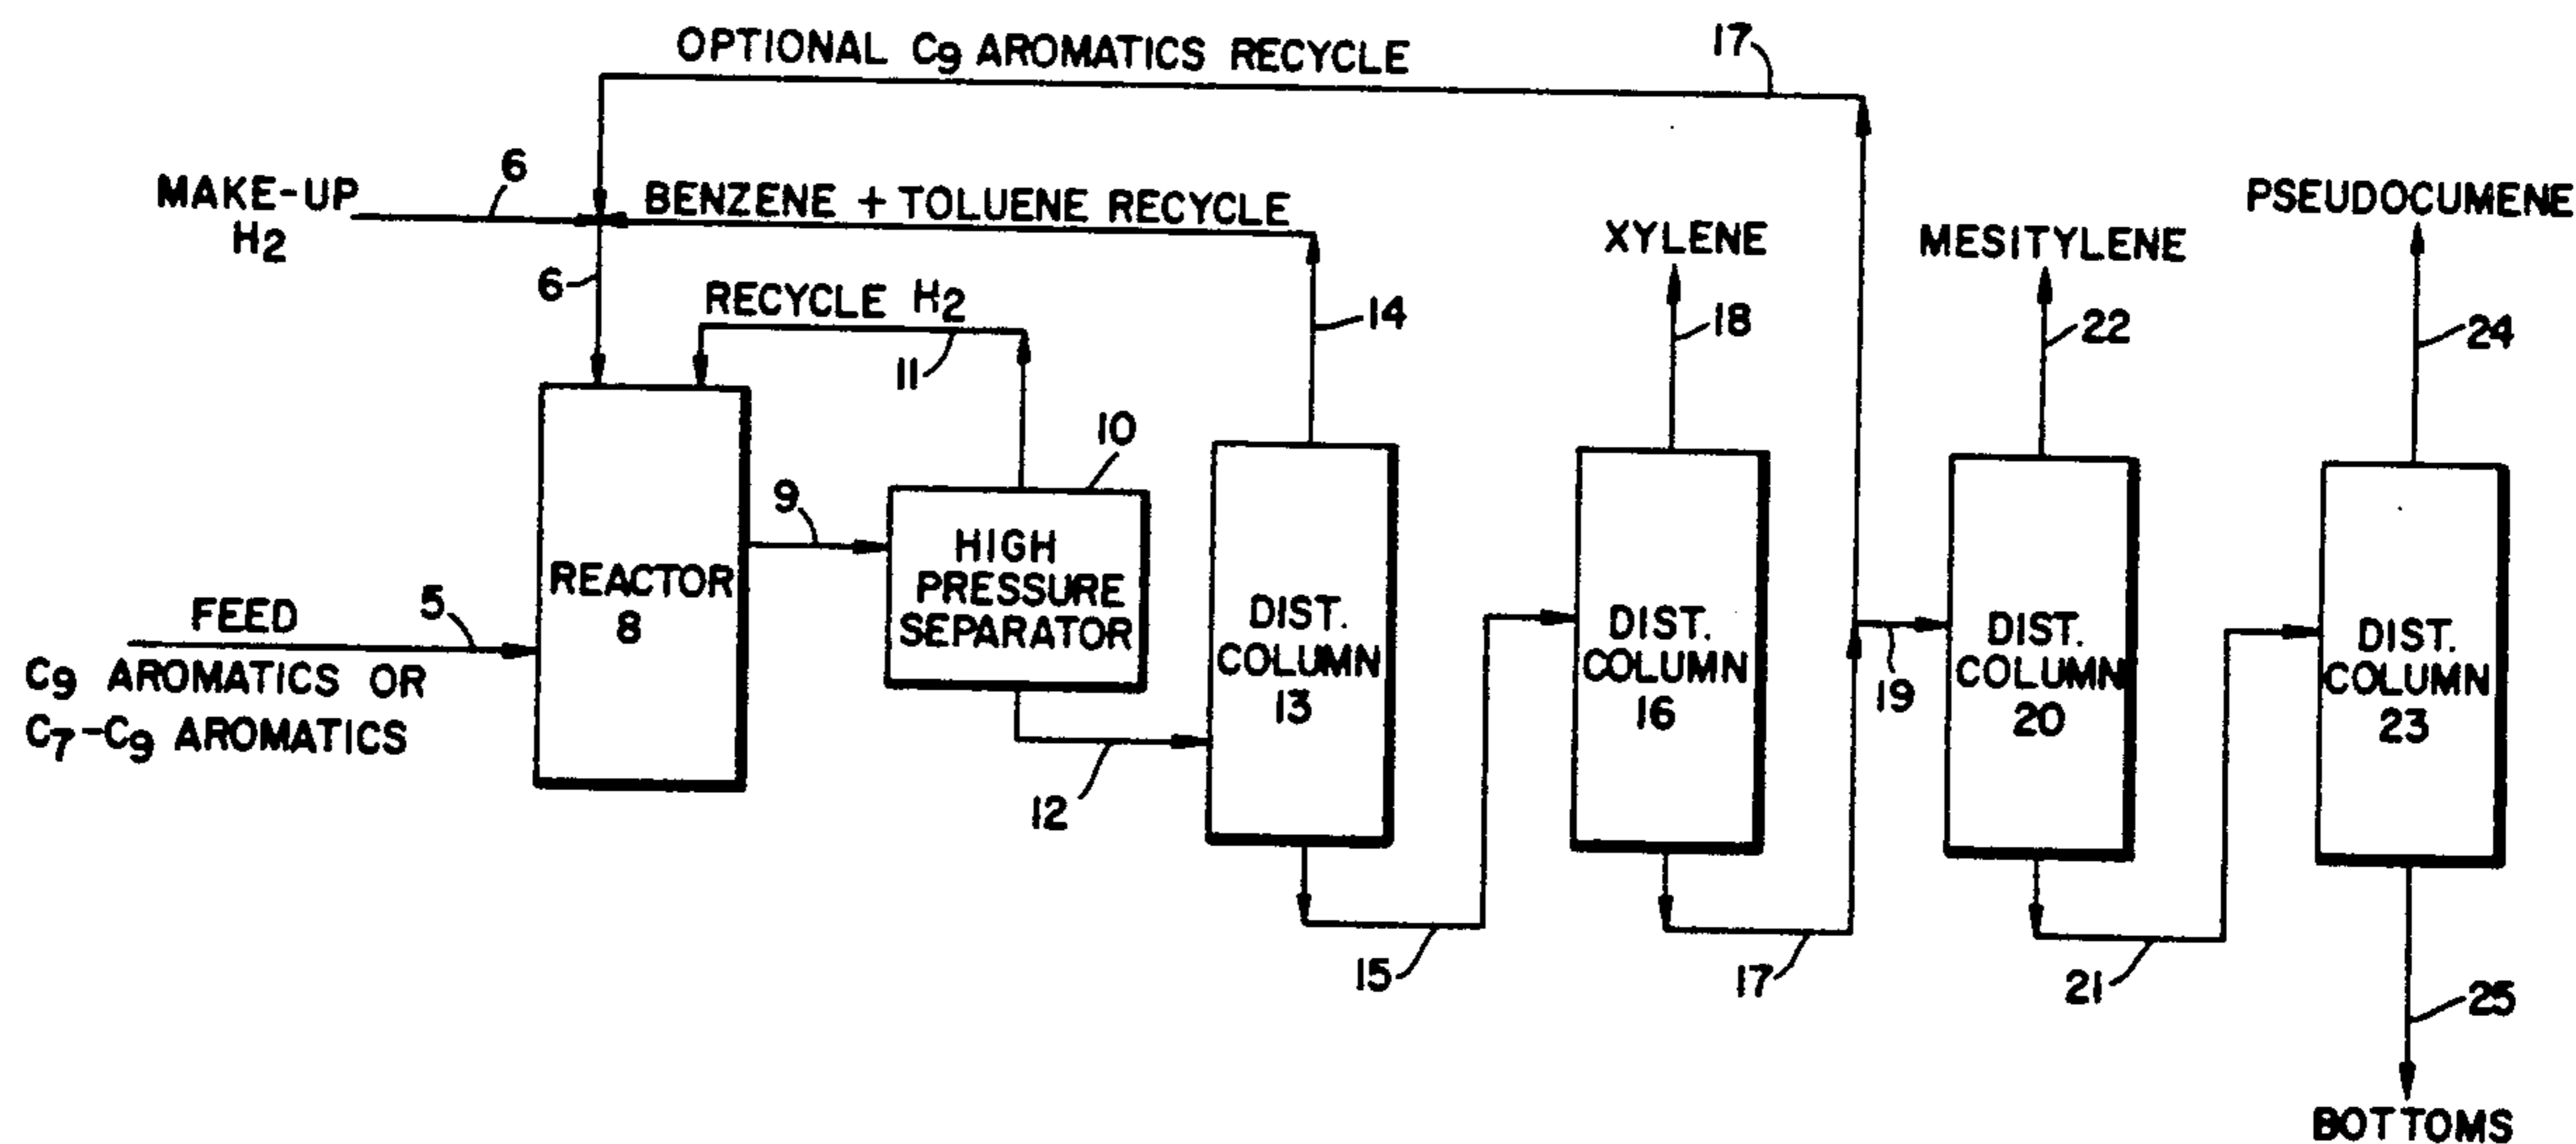 OPTIONAL C9 AROMATICS RECYCLE
17
MAKE-UP
H2
6
BENZENE + TOLUENE RECYCLE
6
RECYCLE H2
11
14
XYLENE
18
MESITYLENE
22
PSEUDOCUMENE
24
FEED
5
C9 AROMATICS OR
C7-C9 AROMATICS
REACTOR
8
9
10
HIGH
PRESSURE
SEPARATOR
12
DIST.
COLUMN
13
15
DIST.
COLUMN
16
17
19
DIST.
COLUMN
20
21
DIST.
COLUMN
23
25
BOTTOMS